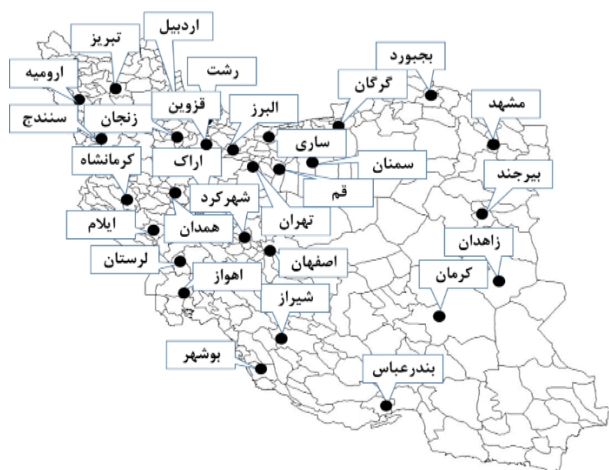 اردبیل
تبریز
ارومیه
رشت
بجبورد
گرگان
البرز
قزوین
زنجان
سنندج
مشهد
ساری
سمنان
اراک
کرمانشاه
بیرجند
قم
تهران
شهرکرد
همدان
ایلام
زاهدان
لرستان
اصفهان
کرمان
اهواز
شیراز
بوشهر
بندرعباس